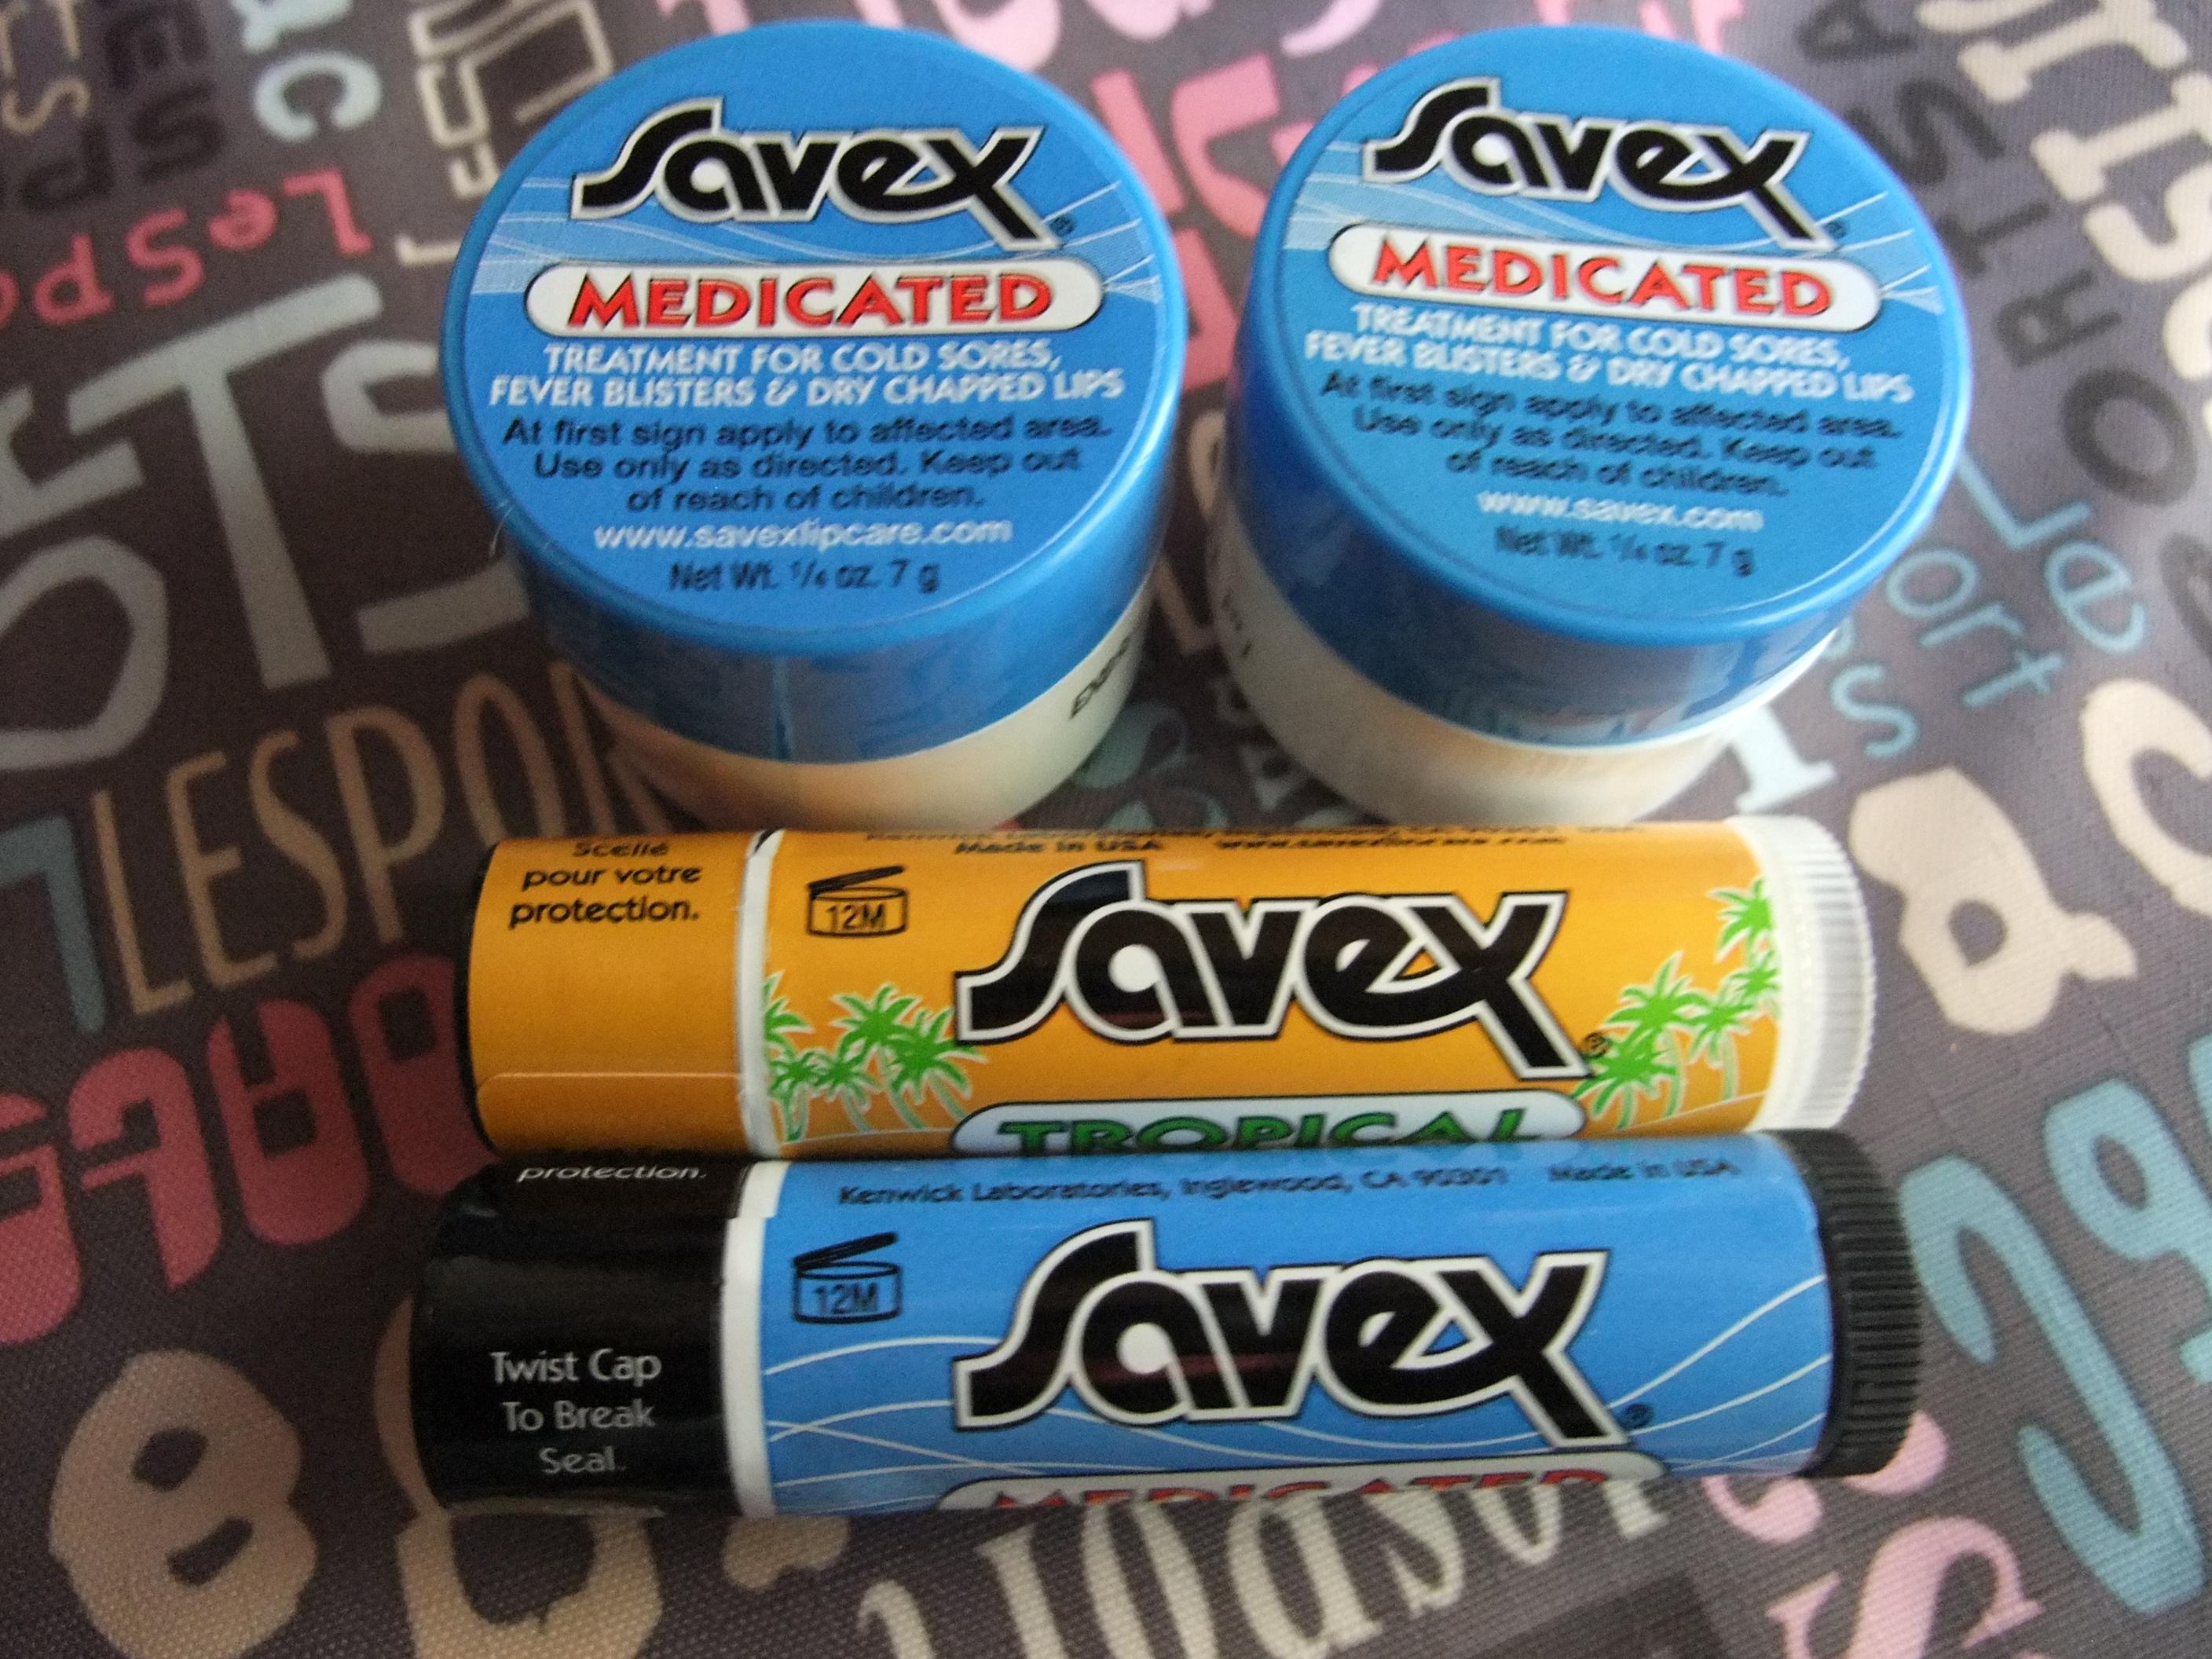 Savex®
MEDICATED
TREATMENT FOR COLD SORES,
FEVER BLISTERS & DRY CHAPPED LIPS
At first sign apply to affected area.
Use only as directed. Keep out
of reach of children.
www.savexlipcare.com
Net Wt. 1/4 oz. 7 g
Savex®
MEDICATED
TREATMENT FOR COLD SORES,
FEVER BLISTERS & DRY CHAPPED LIPS
At first sign apply to affected area.
Use only as directed. Keep out
of reach of children.
www.savex.com
Net Wt. 1/4 oz. 7 g
Scellé
pour votre
protection.
Made in USA
12M
Savex®
TROPICAL
protection.
Twist Cap
To Break
Seal.
Kenwick Laboratories, Inglewood, CA 90301 Made in USA
12M
Savex®
MEDICATED
LeSpo
LESPOR